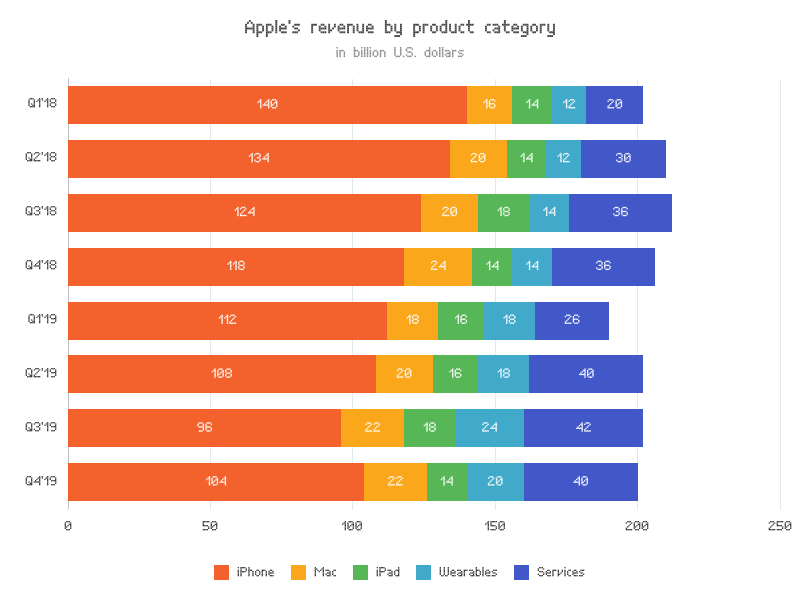 Apple's revenue by product category
in billion U.S. dollars
Q1'18 140 16 14 12 20
Q2'18 134 20 14 12 30
Q3'18 124 20 18 14 36
Q4'18 118 24 14 14 36
Q1'19 112 18 16 18 26
Q2'19 108 20 16 18 40
Q3'19 96 22 18 24 42
Q4'19 104 22 14 20 40
0 50 100 150 200 250
iPhone Mac iPad Wearables Services